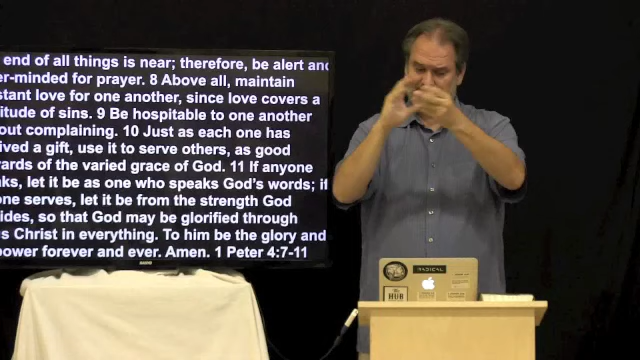 end of all things is near; therefore, be alert and
er-minded for prayer. 8 Above all, maintain
stant love for one another, since love covers a
titude of sins. 9 Be hospitable to one another
out complaining. 10 Just as each one has
ived a gift, use it to serve others, as good
vards of the varied grace of God. 11 If anyone
aks, let it be as one who speaks God's words; if
one serves, let it be from the strength God
ides, so that God may be glorified through
s Christ in everything. To him be the glory and
power forever and ever. Amen. 1 Peter 4:7-11
RADICAL
HUB